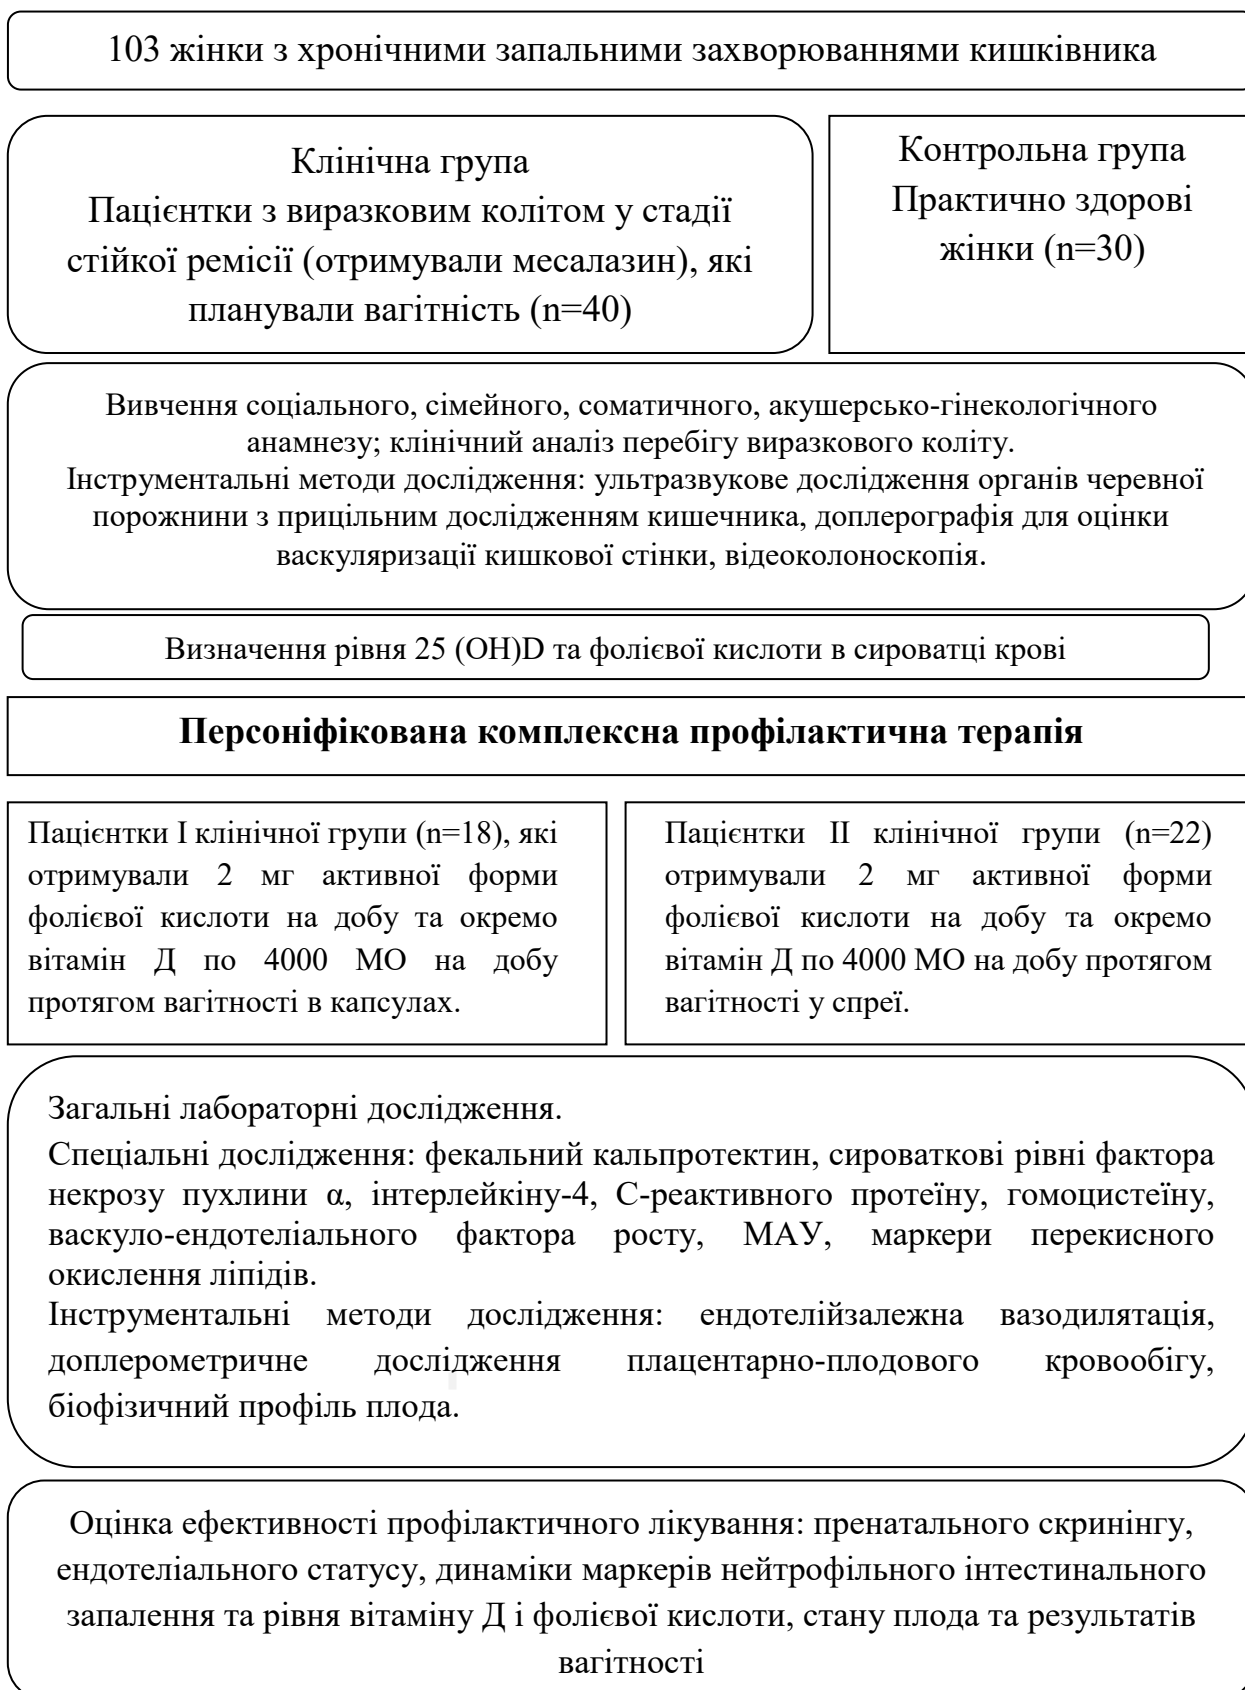 103 жінки з хронічними запальними захворюваннями кишківника
Клінічна група
Пацієнтки з виразковим колітом у стадії
стійкої ремісії (отримували месалазин), які
планували вагітність (n=40)
Контрольна група
Практично здорові
жінки (n=30)
Вивчення соціального, сімейного, соматичного, акушерсько-гінекологічного
анамнезу; клінічний аналіз перебігу виразкового коліту.
Інструментальні методи дослідження: ультразвукове дослідження органів черевної
порожнини з прицільним дослідженням кишечника, доплерографія для оцінки
васкуляризації кишкової стінки, відеоколоноскопія.
Визначення рівня 25 (OH)D та фолієвої кислоти в сироватці крові
Персоніфікована комплексна профілактична терапія
Пацієнтки I клінічної групи (n=18), які
отримували 2 мг активної форми
фолієвої кислоти на добу та окремо
вітамін Д по 4000 МО на добу
протягом вагітності в капсулах.
Пацієнтки II клінічної групи (n=22)
отримували 2 мг активної форми
фолієвої кислоти на добу та окремо
вітамін Д по 4000 МО на добу протягом
вагітності у спреї.
Загальні лабораторні дослідження.
Спеціальні дослідження: фекальний кальпротектин, сироваткові рівні фактора
некрозу пухлини α, інтерлейкіну-4, С-реактивного протеїну, гомоцистеїну,
васкуло-ендотеліального фактора росту, МАУ, маркери перекисного
окислення ліпідів.
Інструментальні методи дослідження: ендотелійзалежна вазодилятація,
доплерометричне дослідження плацентарно-плодового кровообігу,
біофізичний профіль плода.
Оцінка ефективності профілактичного лікування: пренатального скринінгу,
ендотеліального статусу, динаміки маркерів нейтрофільного інтестинального
запалення та рівня вітаміну Д і фолієвої кислоти, стану плода та результатів
вагітності